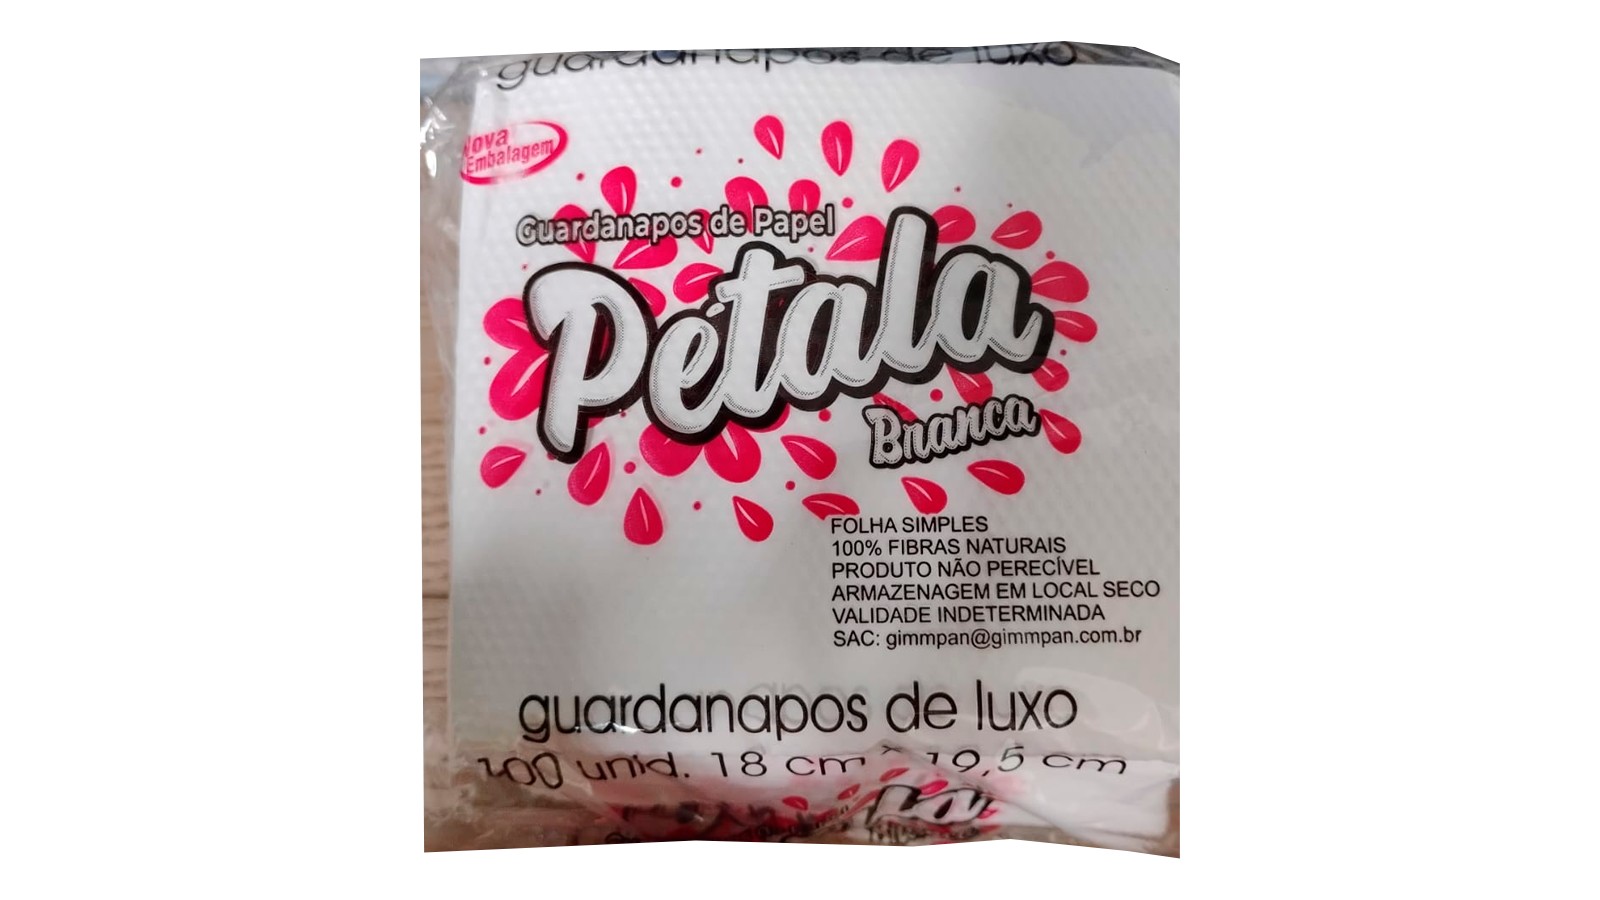 guardanapos de luxo
Nova
Embalagem
Guardanapos de Papel
Pétala
Branca
FOLHA SIMPLES
100% FIBRAS NATURAIS
PRODUTO NÃO PERECÍVEL
ARMAZENAGEM EM LOCAL SECO
VALIDADE INDETERMINADA
SAC: gimmpan@gimmpan.com.br
guardanapos de luxo
100 unid. 18 cm x 19,5 cm